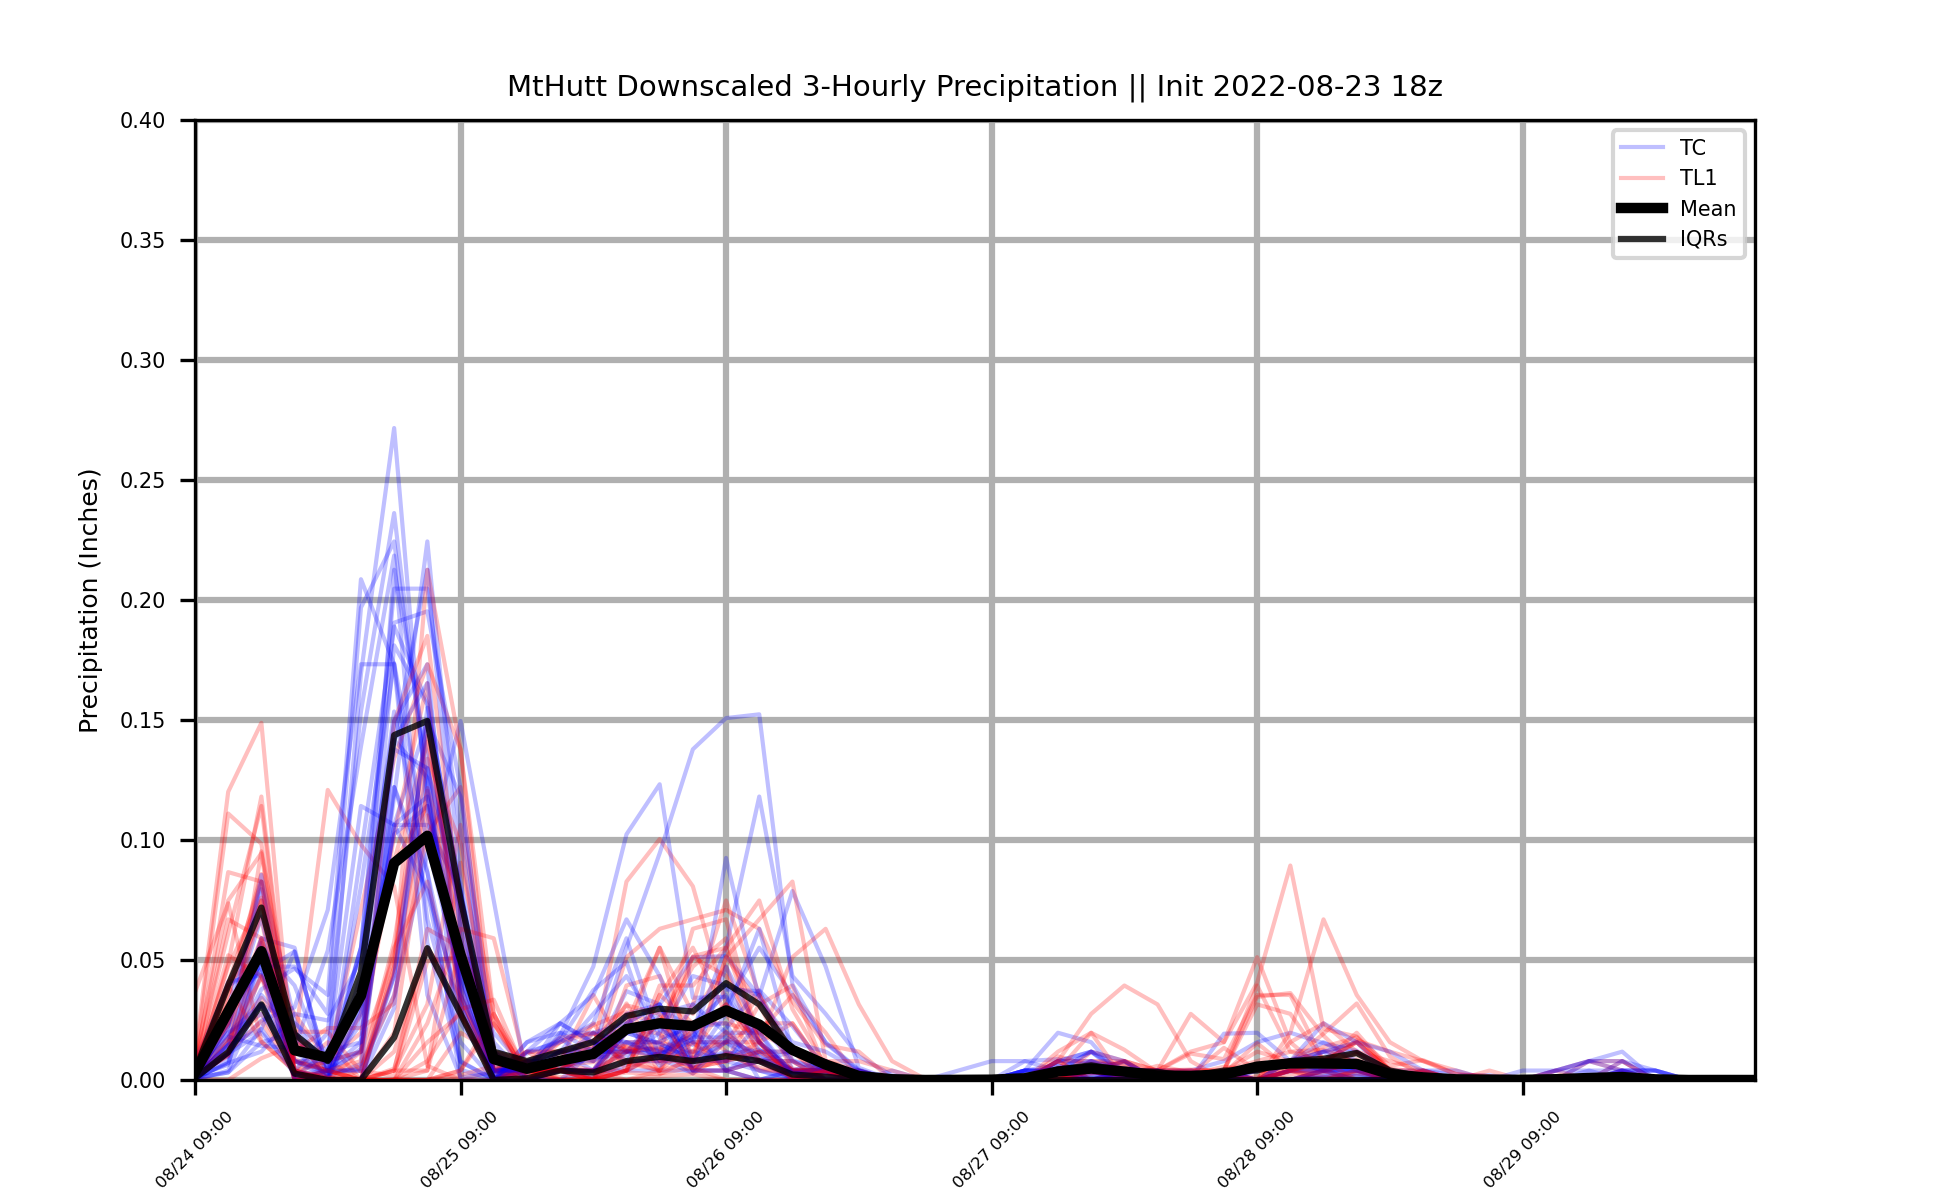 MtHutt Downscaled 3-Hourly Precipitation || Init 2022-08-23 18z
TC
TL1
Mean
IQRs
Precipitation (Inches)
0.40
0.35
0.30
0.25
0.20
0.15
0.10
0.05
0.00
08/24 09:00
08/25 09:00
08/26 09:00
08/27 09:00
08/28 09:00
08/29 09:00